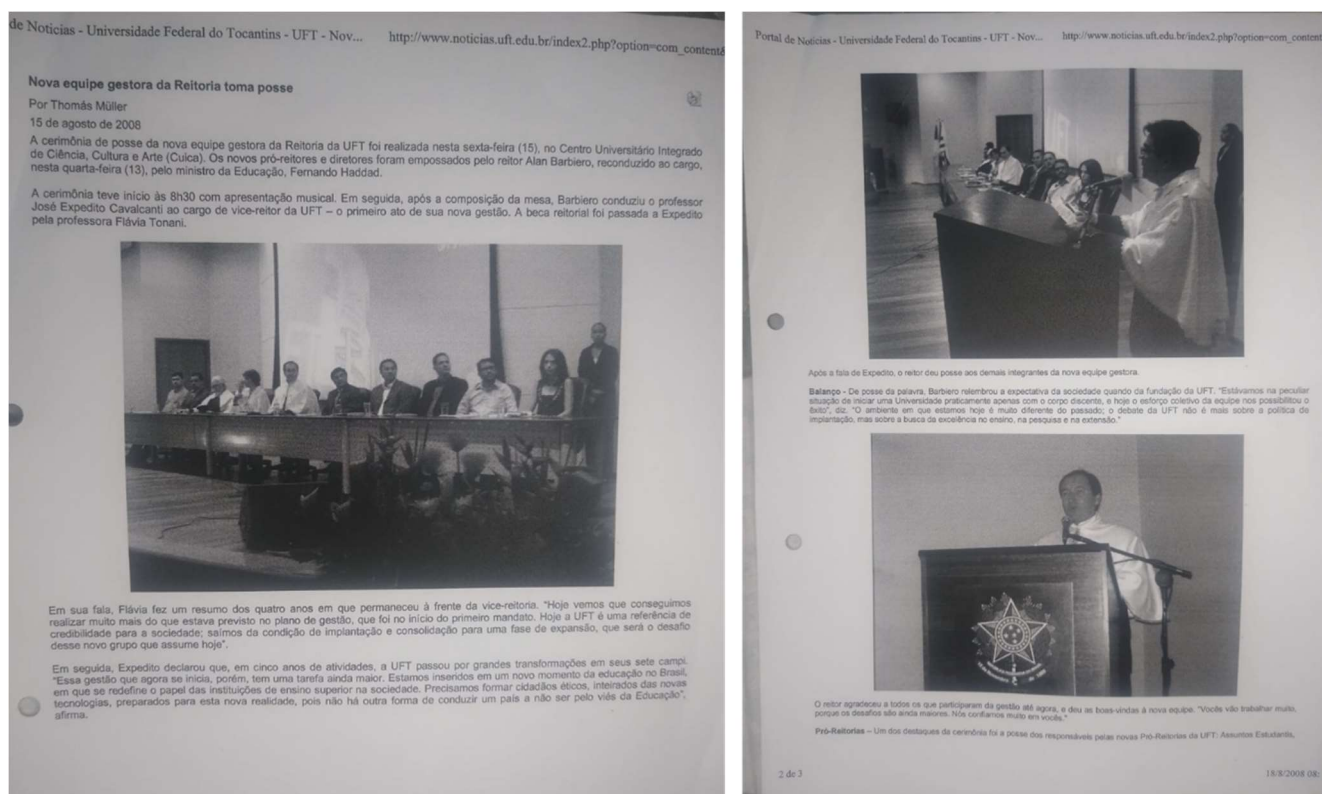 de Noticias - Universidade Federal do Tocantins - UFT - Nov... http://www.noticias.uft.edu.br/index2.php?option=com_content&
Nova equipe gestora da Reitoria toma posse
Por Thomás Müller
15 de agosto de 2008
A cerimônia de posse da nova equipe gestora da Reitoria da UFT foi realizada nesta sexta-feira (15), no Centro Universitário Integrado
de Ciência, Cultura e Arte (Cuica). Os novos pró-reitores e diretores foram empossados pelo reitor Alan Barbiero, reconduzido ao cargo,
nesta quarta-feira (13), pelo ministro da Educação, Fernando Haddad.
A cerimônia teve início às 8h30 com apresentação musical. Em seguida, após a composição da mesa, Barbiero conduziu o professor
José Expedito Cavalcanti ao cargo de vice-reitor da UFT – o primeiro ato de sua nova gestão. A beca reitorial foi passada a Expedito
pela professora Flávia Tonani.
Em sua fala, Flávia fez um resumo dos quatro anos em que permaneceu à frente da vice-reitoria. "Hoje vemos que conseguimos
realizar muito mais do que estava previsto no plano de gestão, que foi no início do primeiro mandato. Hoje a UFT é uma referência de
credibilidade para a sociedade; saímos da condição de implantação e consolidação para uma fase de expansão, que será o desafio
desse novo grupo que assume hoje".
Em seguida, Expedito declarou que, em cinco anos de atividades, a UFT passou por grandes transformações em seus sete campi.
"Essa gestão que agora se inicia, porém, tem uma tarefa ainda maior. Estamos inseridos em um novo momento da educação no Brasil,
em que se redefine o papel das instituições de ensino superior na sociedade. Precisamos formar cidadãos éticos, inteirados das novas
tecnologias, preparados para esta nova realidade, pois não há outra forma de conduzir um país a não ser pelo viés da Educação",
afirma.
Portal de Noticias - Universidade Federal do Tocantins - UFT - Nov... http://www.noticias.uft.edu.br/index2.php?option=com_content
Após a fala de Expedito, o reitor deu posse aos demais integrantes da nova equipe gestora.
Balanço - De posse da palavra, Barbiero relembrou a expectativa da sociedade quando da fundação da UFT: "Estávamos na peculiar
situação de iniciar uma Universidade praticamente apenas com o corpo discente, e hoje o esforço coletivo da equipe nos possibilitou o
êxito", diz. "O ambiente em que estamos hoje é muito diferente do passado; o debate da UFT não é mais sobre a política de
implantação, mas sobre a busca da excelência no ensino, na pesquisa e na extensão."
O reitor agradeceu a todos os que participaram da gestão até agora, e deu as boas-vindas à nova equipe. "Vocês vão trabalhar muito,
porque os desafios são ainda maiores. Nós confiamos muito em vocês."
Pró-Reitorias – Um dos destaques da cerimônia foi a posse dos responsáveis pelas novas Pró-Reitorias da UFT: Assuntos Estudantis,
2 de 3 18/8/2008 08: